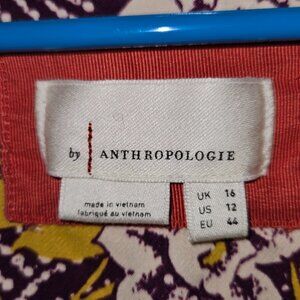 by ANTHROPOLOGIE
made in vietnam
fabriqué au vietnam
UK 16
US 12
EU 44